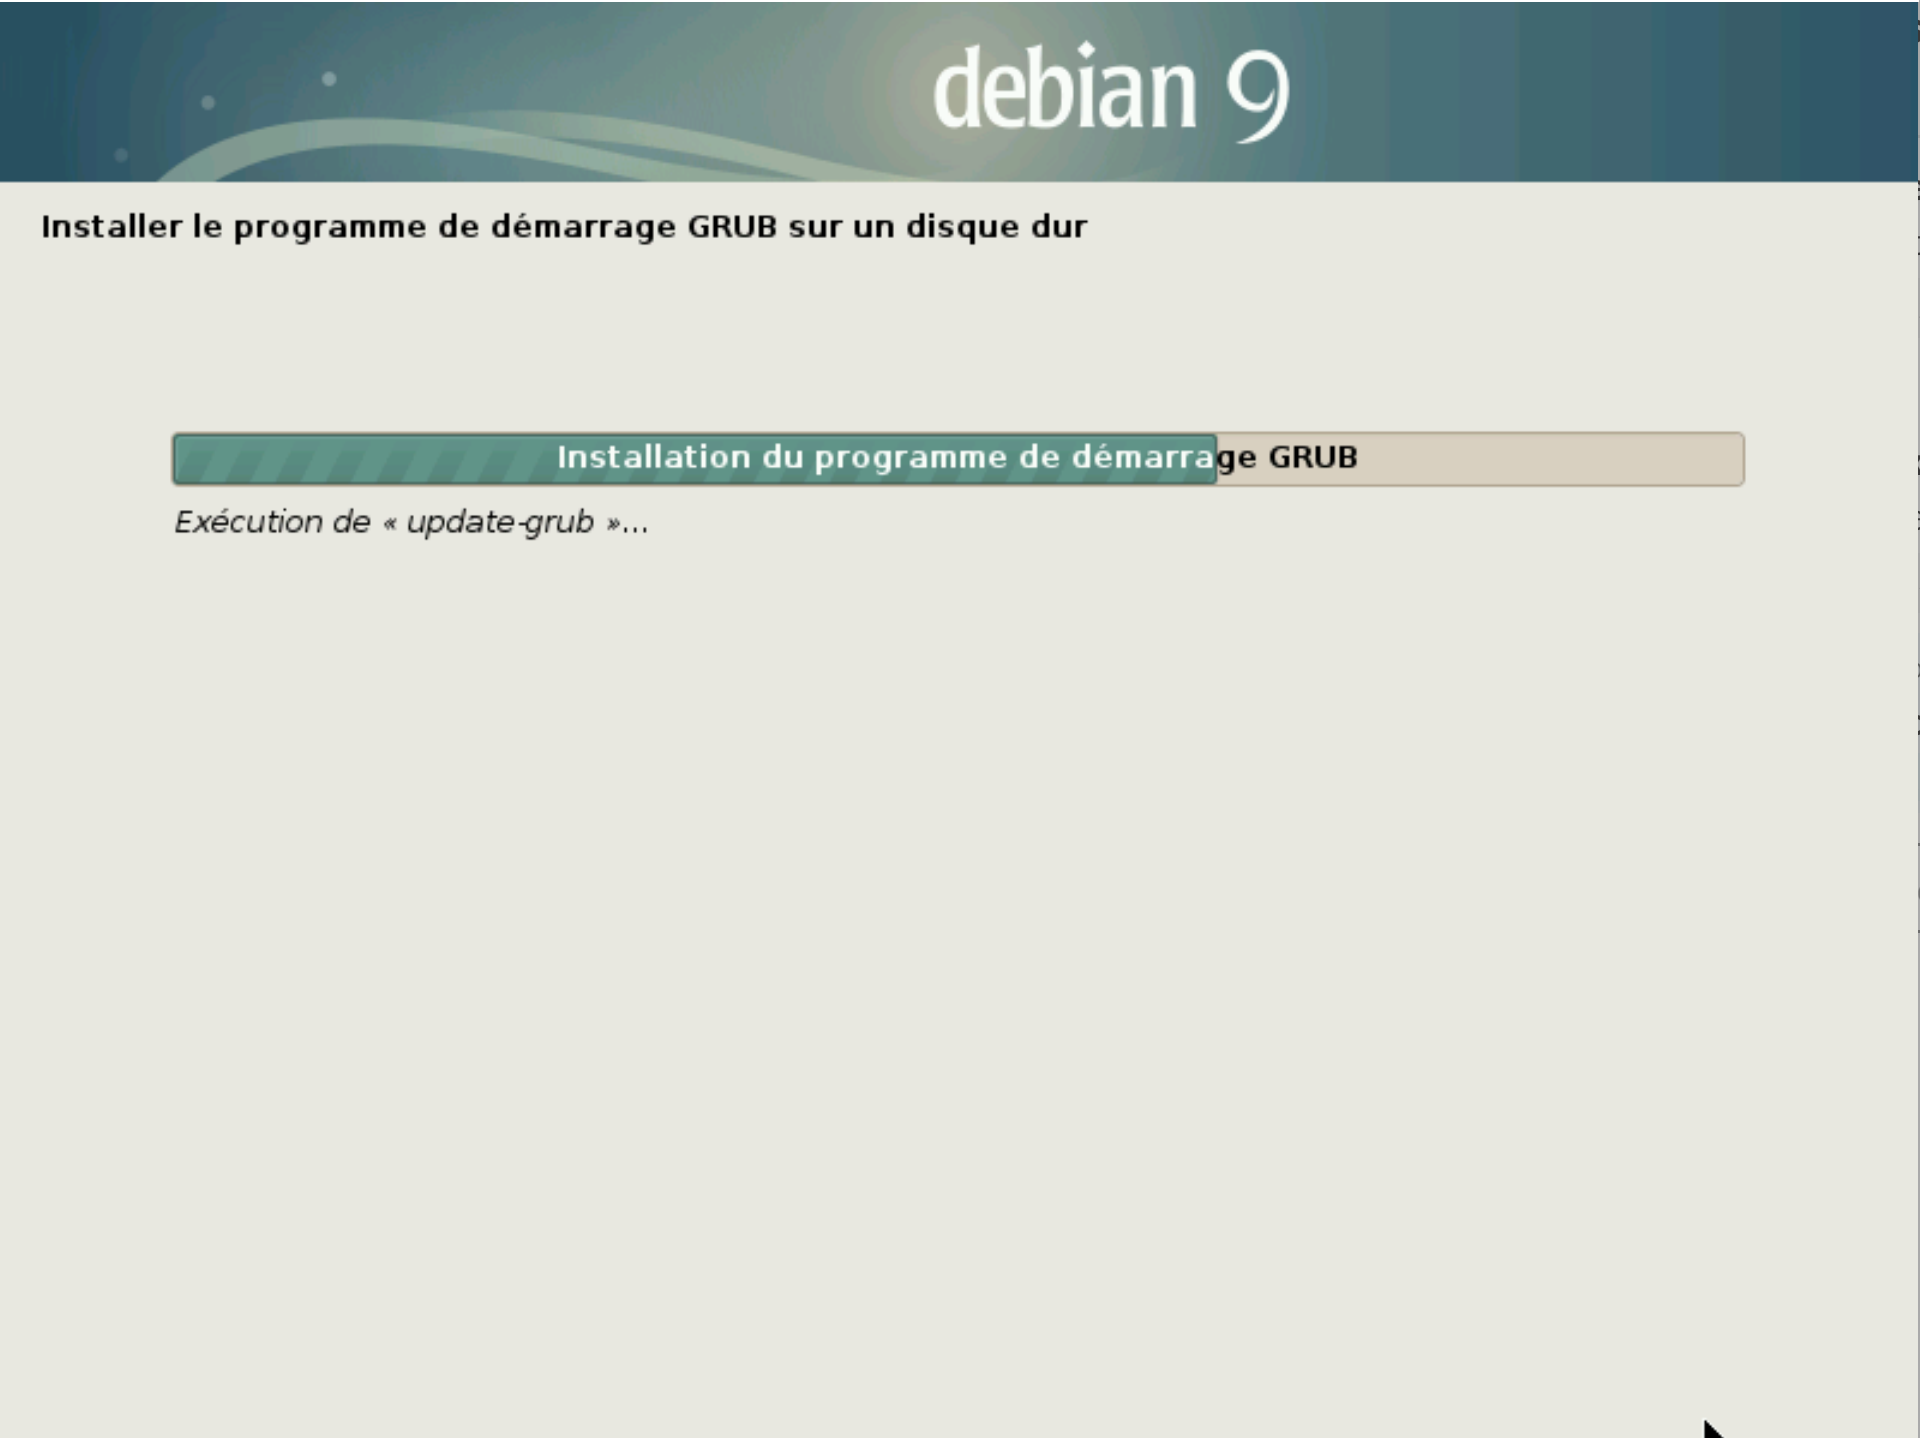 debian 9
Installer le programme de démarrage GRUB sur un disque dur
Installation du programme de démarrage GRUB
Exécution de « update-grub »...